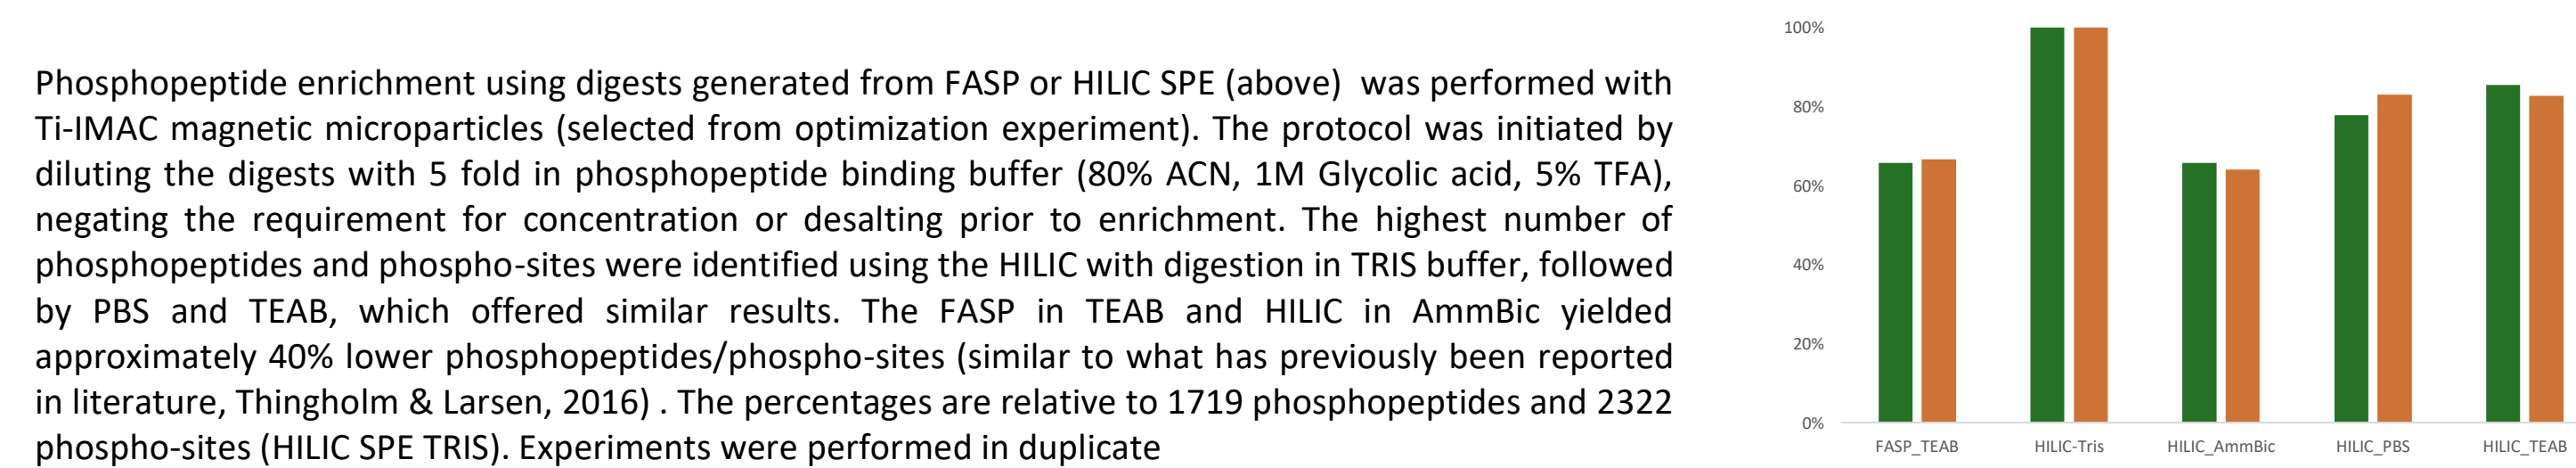 Phosphopeptide enrichment using digests generated from FASP or HILIC SPE (above)  was performed with
Ti-IMAC magnetic microparticles (selected from optimization experiment). The protocol was initiated by
diluting the digests with 5 fold in phosphopeptide binding buffer (80% ACN, 1M Glycolic acid, 5% TFA),
negating the requirement for concentration or desalting prior to enrichment. The highest number of
phosphopeptides and phospho-sites were identified using the HILIC with digestion in TRIS buffer, followed
by PBS and TEAB, which offered similar results. The FASP in TEAB and HILIC in AmmBic yielded
approximately 40% lower phosphopeptides/phospho-sites (similar to what has previously been reported
in literature, Thingholm & Larsen, 2016) . The percentages are relative to 1719 phosphopeptides and 2322
phospho-sites (HILIC SPE TRIS). Experiments were performed in duplicate
100%
80%
60%
40%
20%
0%
FASP_TEAB HILIC-Tris HILIC_AmmBic HILIC_PBS HILIC_TEAB